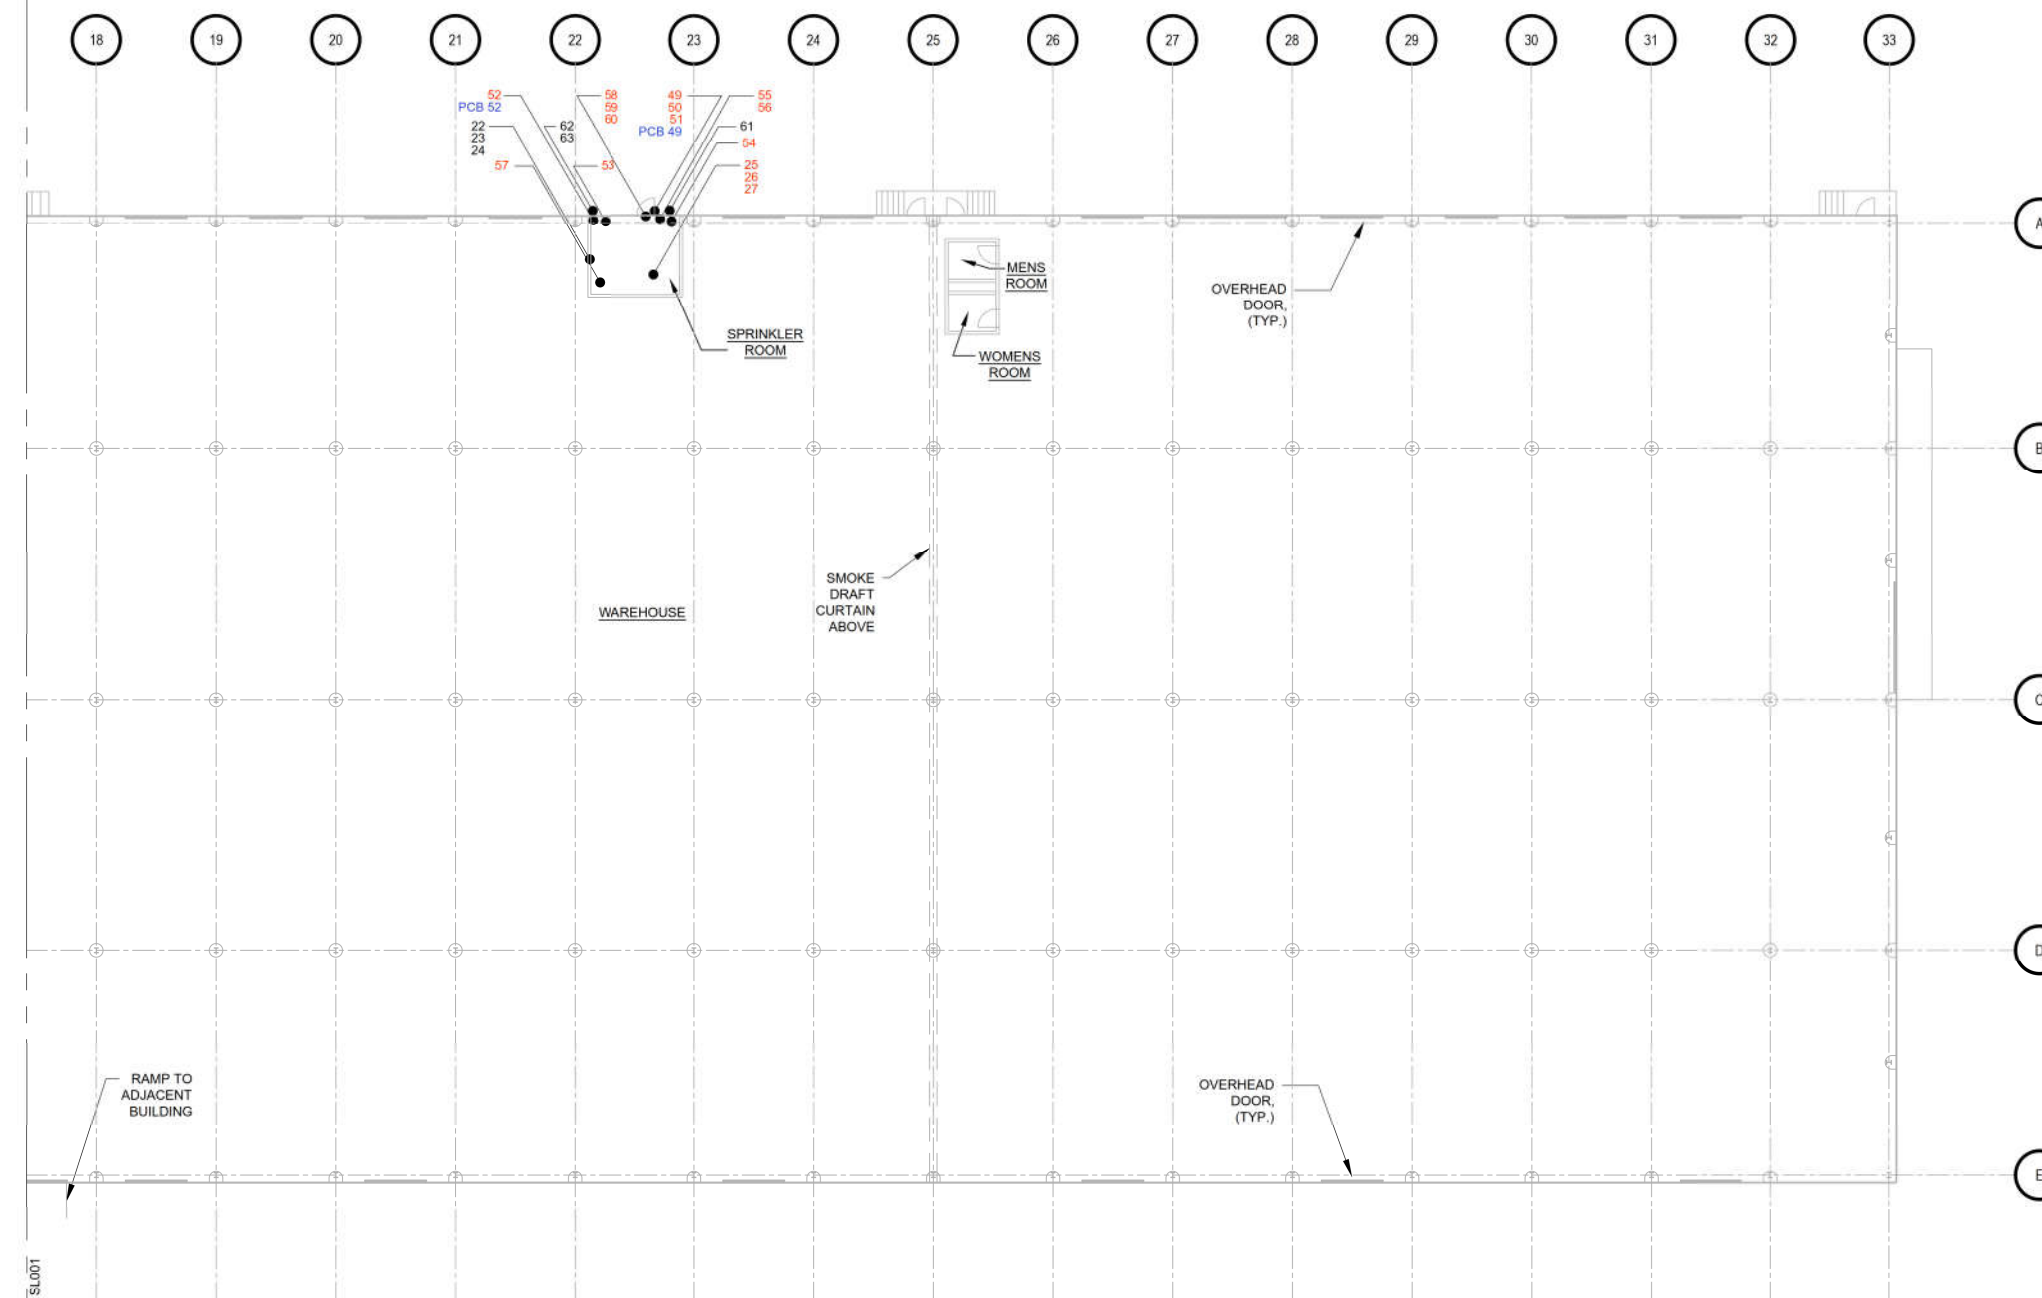 18 19 20 21 22 23 24 25 26 27 28 29 30 31 32 33
52
PCB 52
22
23
24
57
62
63
53
58
59
60
49
50
51
PCB 49
55
56
61
54
25
26
27
A
MENS
ROOM
WOMENS
ROOM
OVERHEAD
DOOR,
(TYP.)
SPRINKLER
ROOM
B
SMOKE
DRAFT
CURTAIN
ABOVE
WAREHOUSE
C
D
RAMP TO
ADJACENT
BUILDING
OVERHEAD
DOOR,
(TYP.)
E
SL001